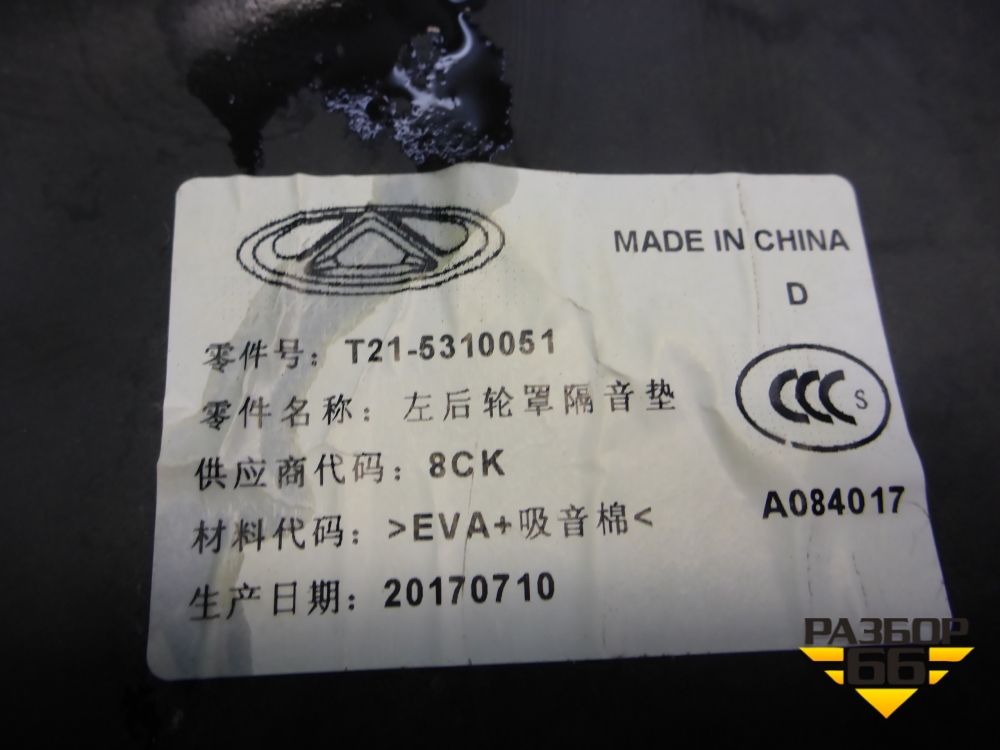 MADE IN CHINA
D
零件号: T21-5310051
零件名称: 左后轮罩隔音垫
CCC S
供应商代码: 8CK
A084017
材料代码: >EVA+吸音棉<
生产日期: 20170710
РАЗБОР
66